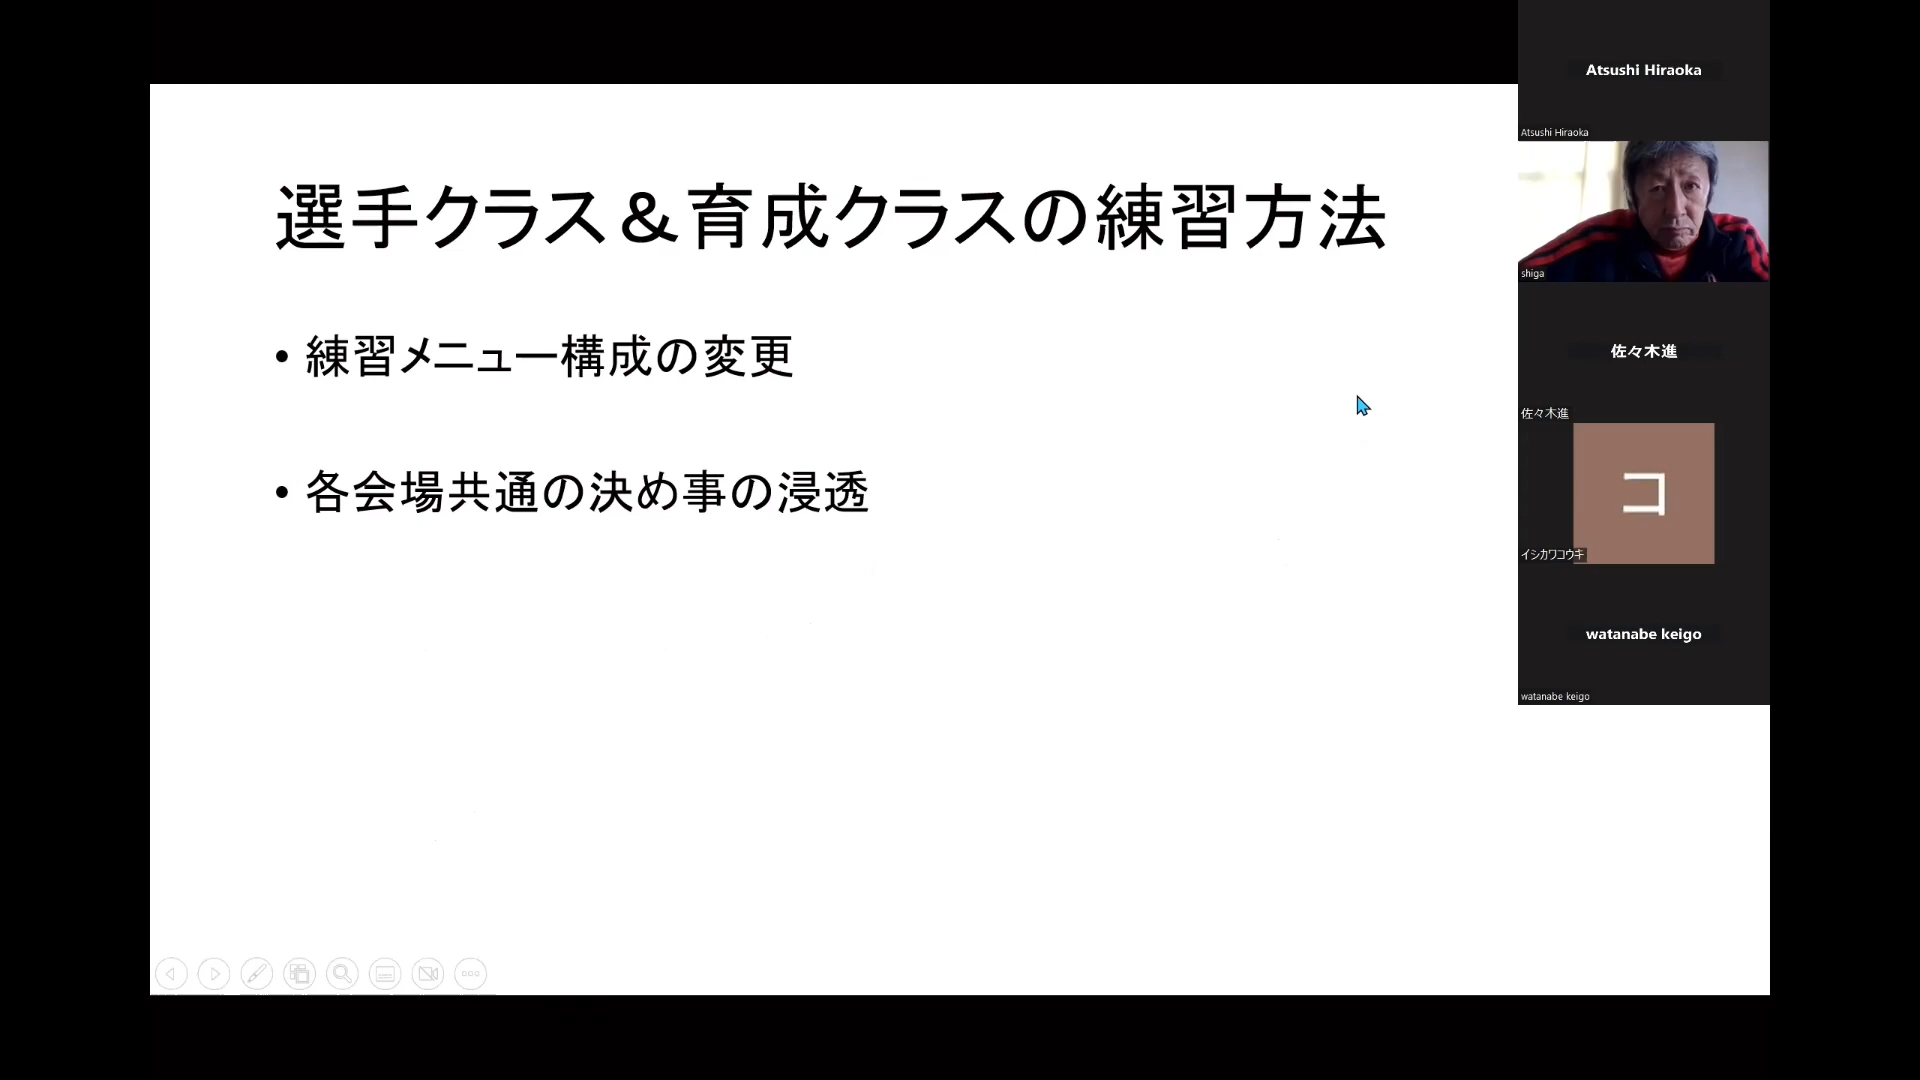 選手クラス＆育成クラスの練習方法
• 練習メニュー構成の変更
• 各会場共通の決め事の浸透
Atsushi Hiraoka
Atsushi Hiraoka
shiga
佐々木進
佐々木進
コ
イシカワコウキ
watanabe keigo
watanabe keigo